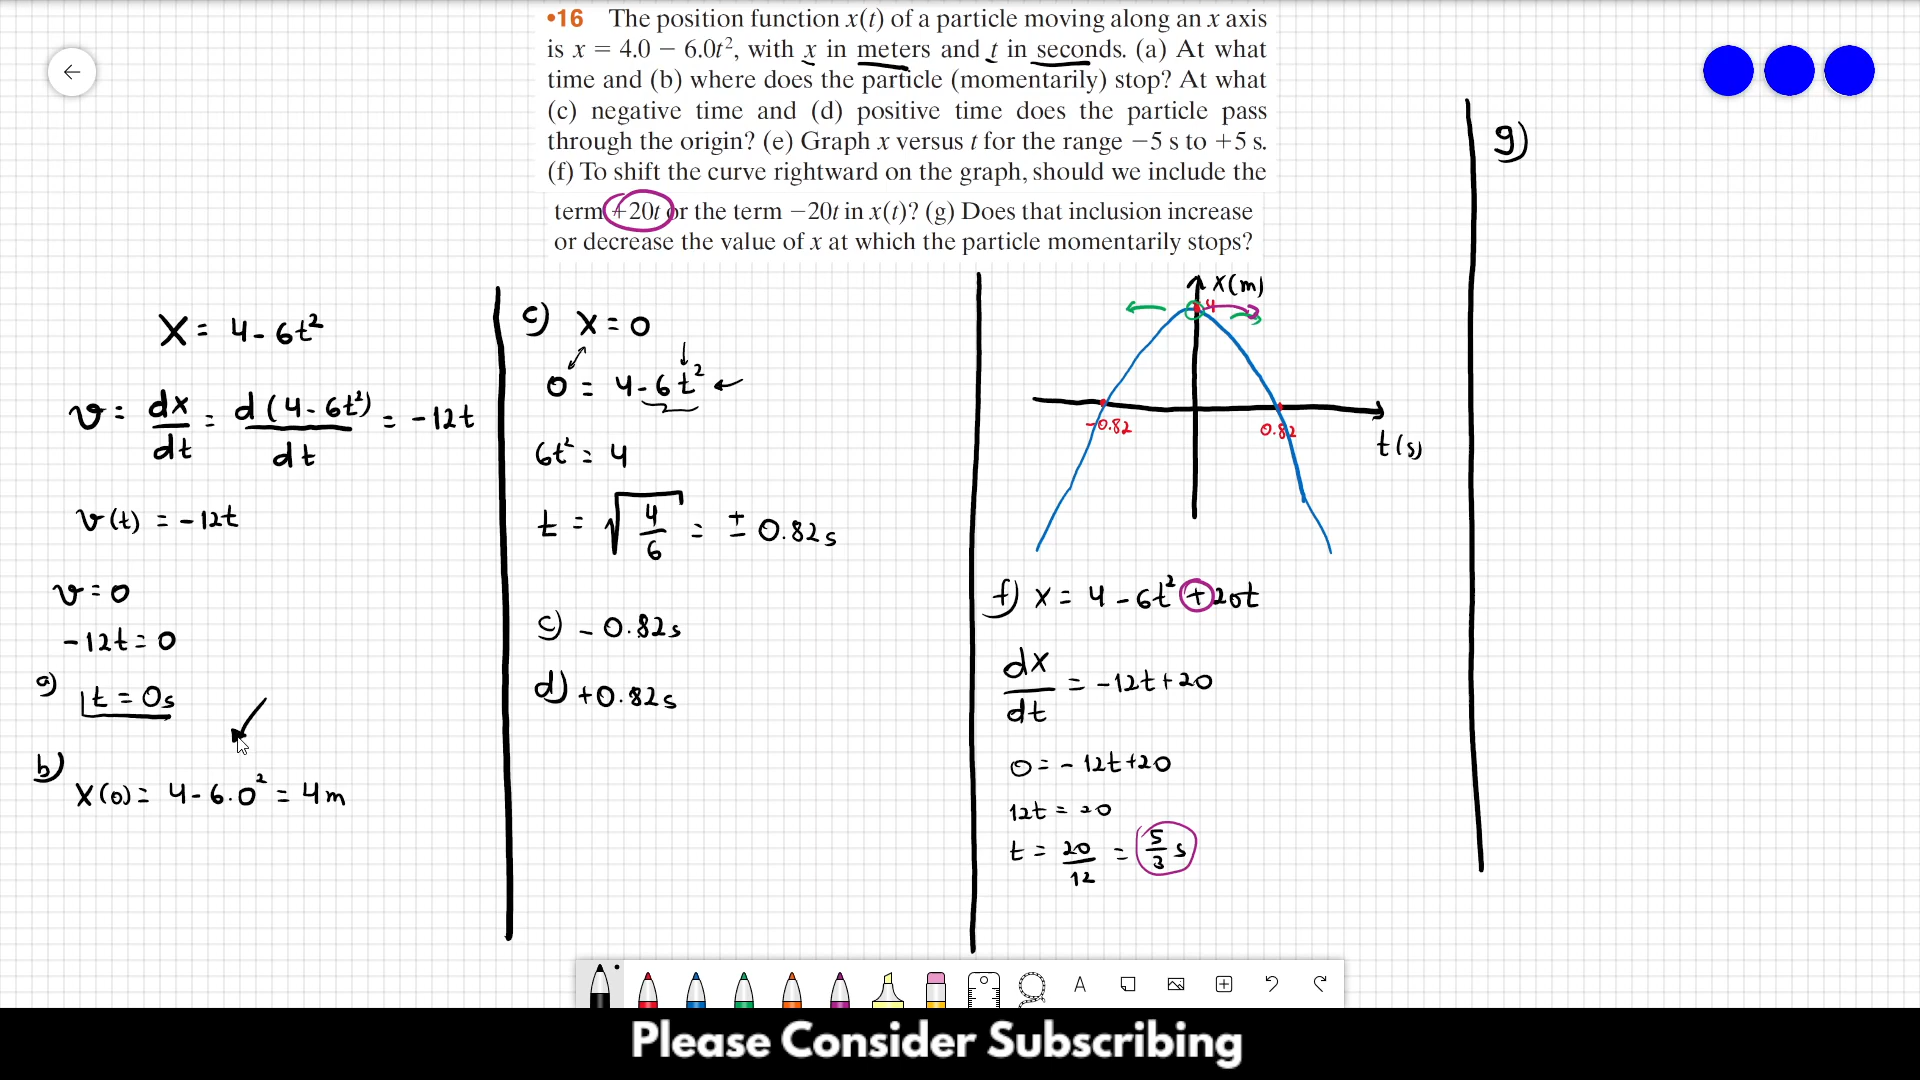 •16 The position function x(t) of a particle moving along an x axis
is x = 4.0 − 6.0t², with x in meters and t in seconds. (a) At what
time and (b) where does the particle (momentarily) stop? At what
(c) negative time and (d) positive time does the particle pass
through the origin? (e) Graph x versus t for the range −5 s to +5 s.
(f) To shift the curve rightward on the graph, should we include the
term +20t or the term −20t in x(t)? (g) Does that inclusion increase
or decrease the value of x at which the particle momentarily stops?
x = 4 - 6t²
v = dx/dt = d(4 - 6t²)/dt = -12t
v(t) = -12t
v = 0
-12t = 0
a) t = 0s
b)
x(0) = 4 - 6.0² = 4m
c) x = 0
0 = 4 - 6t²
6t² = 4
t = √4/6 = ± 0.82s
c) - 0.82s
d) +0.82s
x(m)
4
-0.82
0.82
t(s)
f) x = 4 - 6t² + 20t
dx/dt = -12t + 20
0 = - 12t + 20
12t = 20
t = 20/12 = 5/3 s
g)
A
Please Consider Subscribing